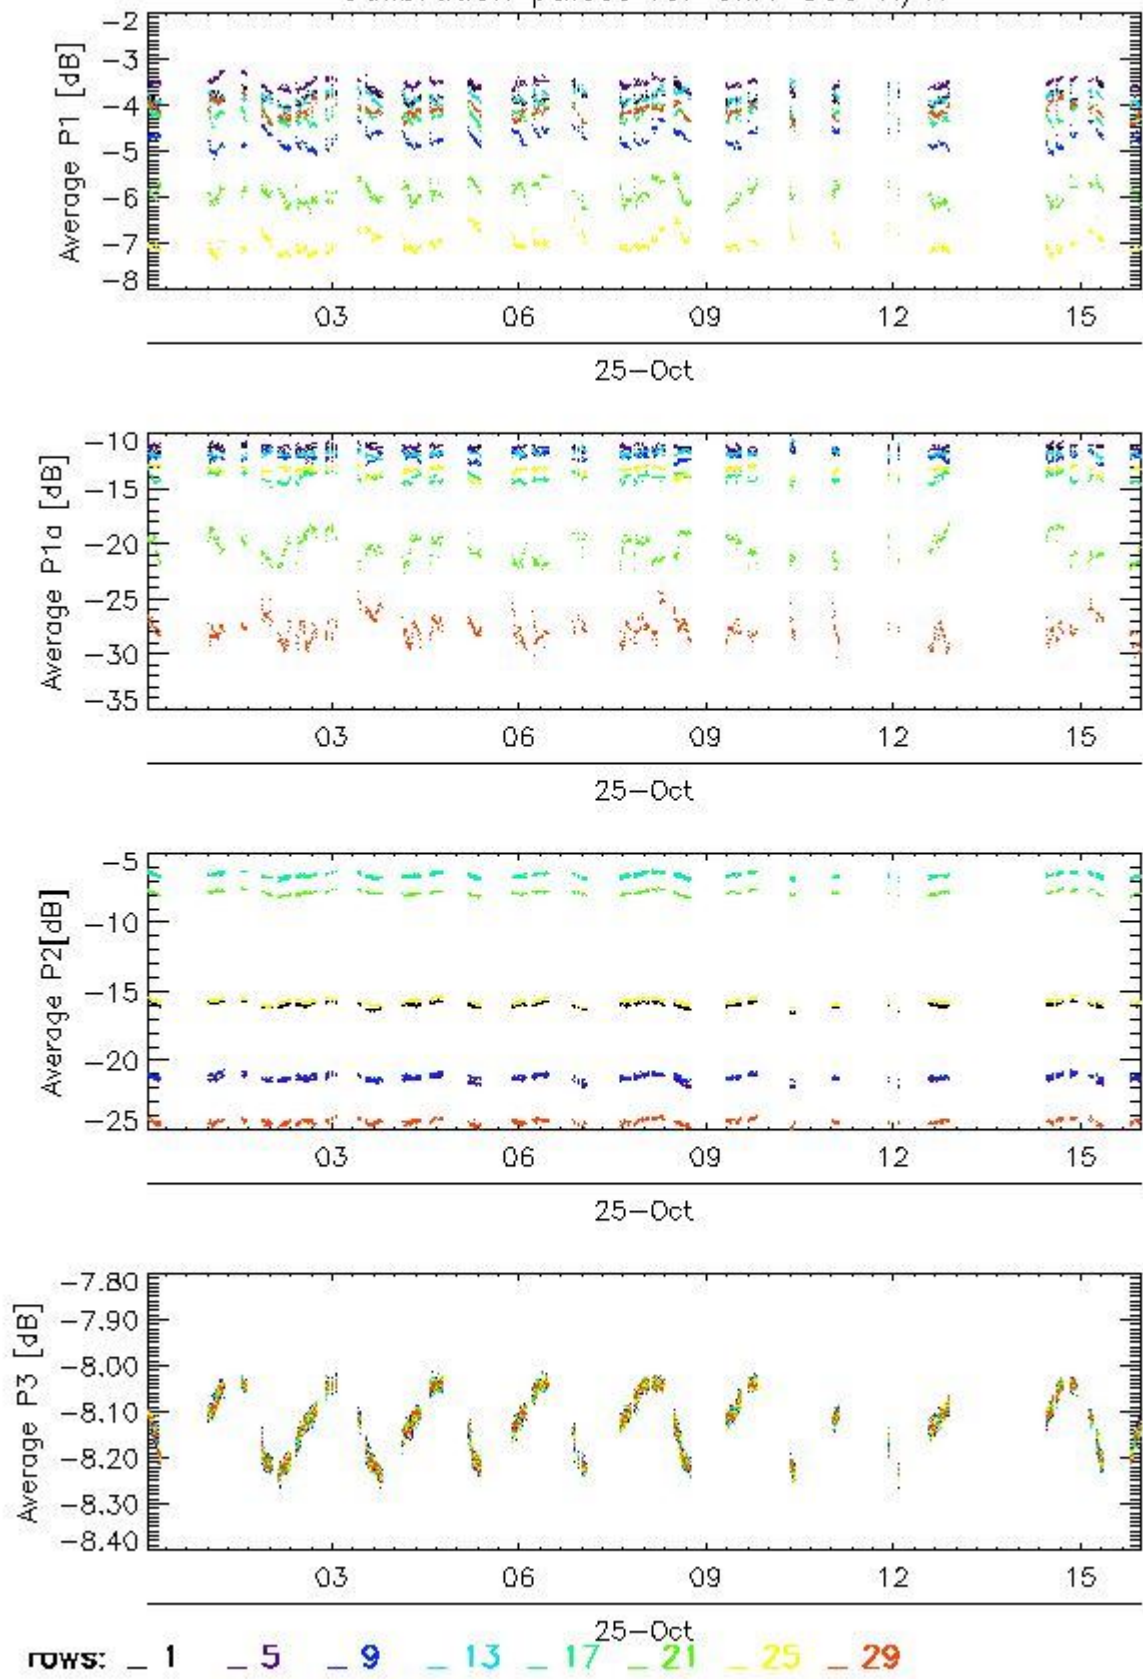 -2
-3
-4
-5
-6
-7
-8
Average P1 [dB]
03 06 09 12 15
25-Oct
-10
-15
-20
-25
-30
-35
Average P1a [dB]
03 06 09 12 15
25-Oct
-5
-10
-15
-20
-25
Average P2[dB]
03 06 09 12 15
25-Oct
-7.80
-7.90
-8.00
-8.10
-8.20
-8.30
-8.40
Average P3 [dB]
03 06 09 12 15
25-Oct
rows: _ 1 _ 5 _ 9 _ 13 _ 17 _ 21 _ 25 _ 29